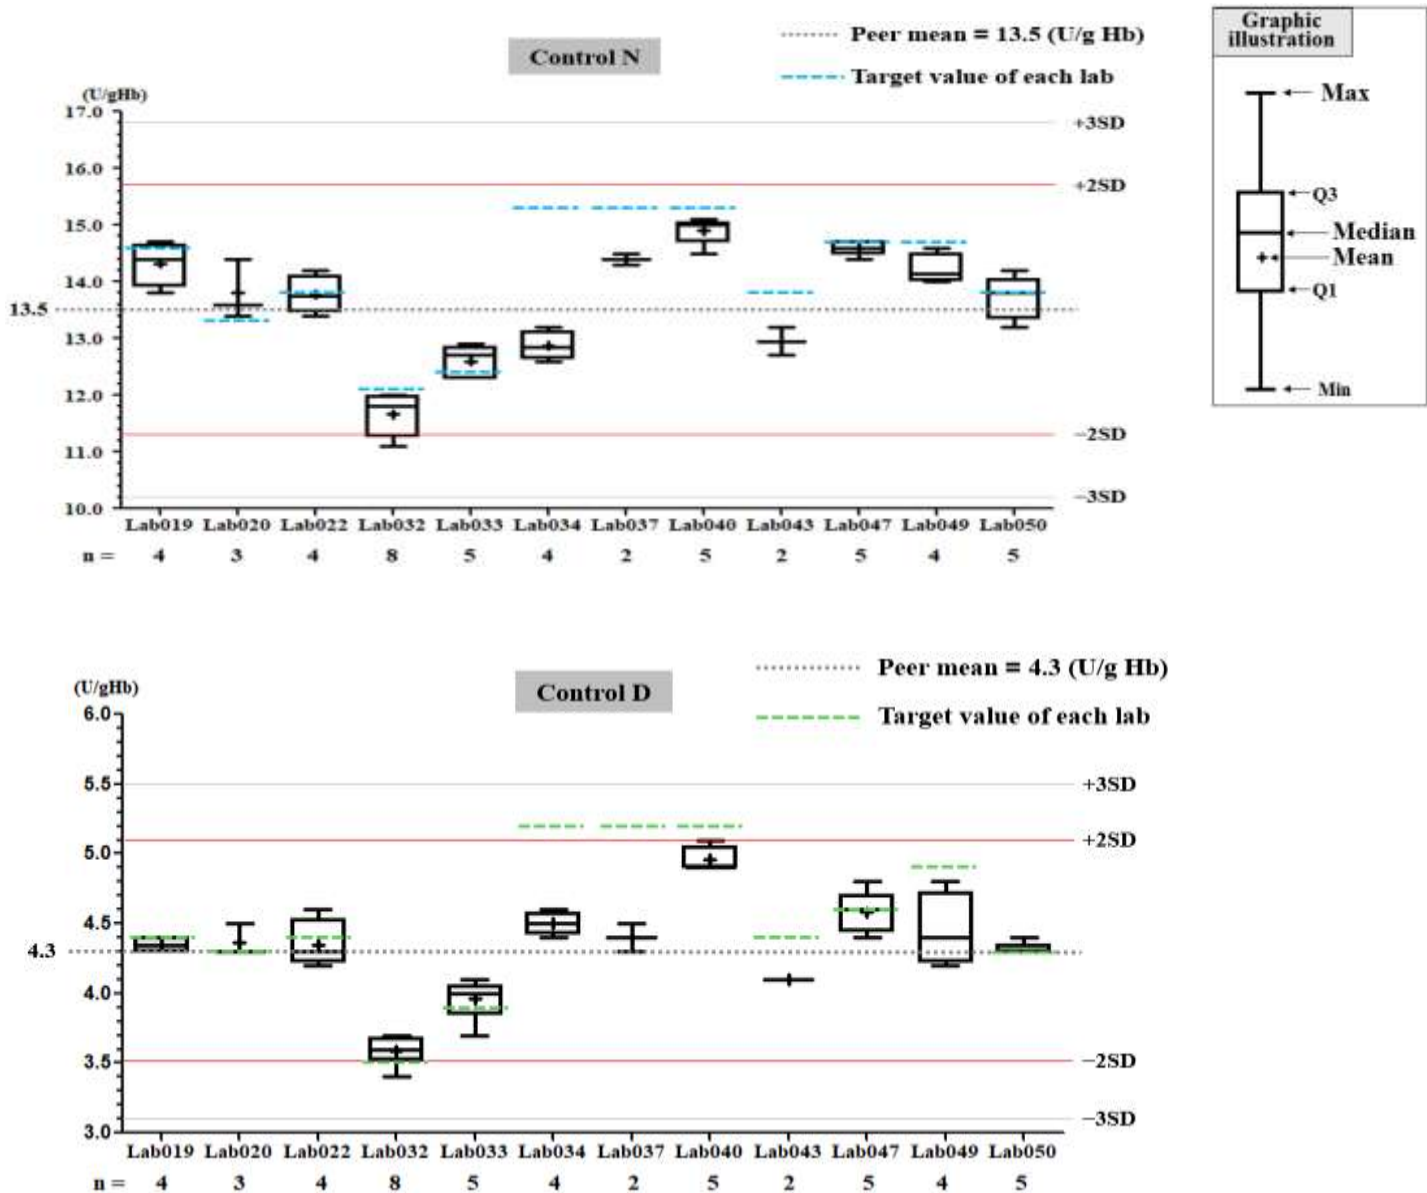 Peer mean = 13.5 (U/g Hb)
Control N
Target value of each lab
Graphic
illustration
Max
Q3
Median
Mean
Q1
Min
(U/gHb)
17.0
+3SD
16.0
+2SD
15.0
14.0
13.5
13.0
12.0
−2SD
11.0
−3SD
10.0
Lab019 Lab020 Lab022 Lab032 Lab033 Lab034 Lab037 Lab040 Lab043 Lab047 Lab049 Lab050
n = 4 3 4 8 5 4 2 5 2 5 4 5
Peer mean = 4.3 (U/g Hb)
Control D
Target value of each lab
(U/gHb)
6.0
5.5
+3SD
5.0
+2SD
4.5
4.3
4.0
3.5
−2SD
−3SD
3.0
Lab019 Lab020 Lab022 Lab032 Lab033 Lab034 Lab037 Lab040 Lab043 Lab047 Lab049 Lab050
n = 4 3 4 8 5 4 2 5 2 5 4 5